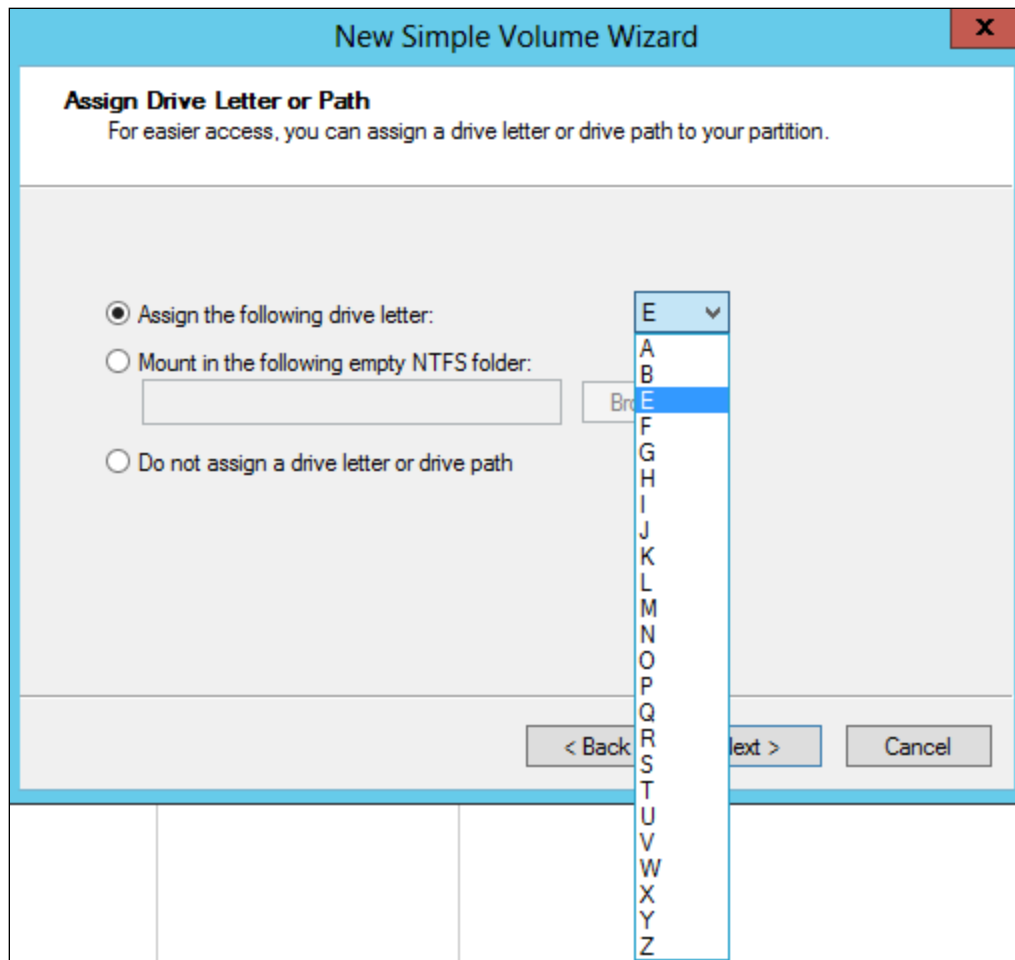 New Simple Volume Wizard
x
Assign Drive Letter or Path
For easier access, you can assign a drive letter or drive path to your partition.
Assign the following drive letter:
E
Mount in the following empty NTFS folder:
Do not assign a drive letter or drive path
A
B
E
F
G
H
I
J
K
L
M
N
O
P
Q
R
S
T
U
V
W
X
Y
Z
< Back
Cancel